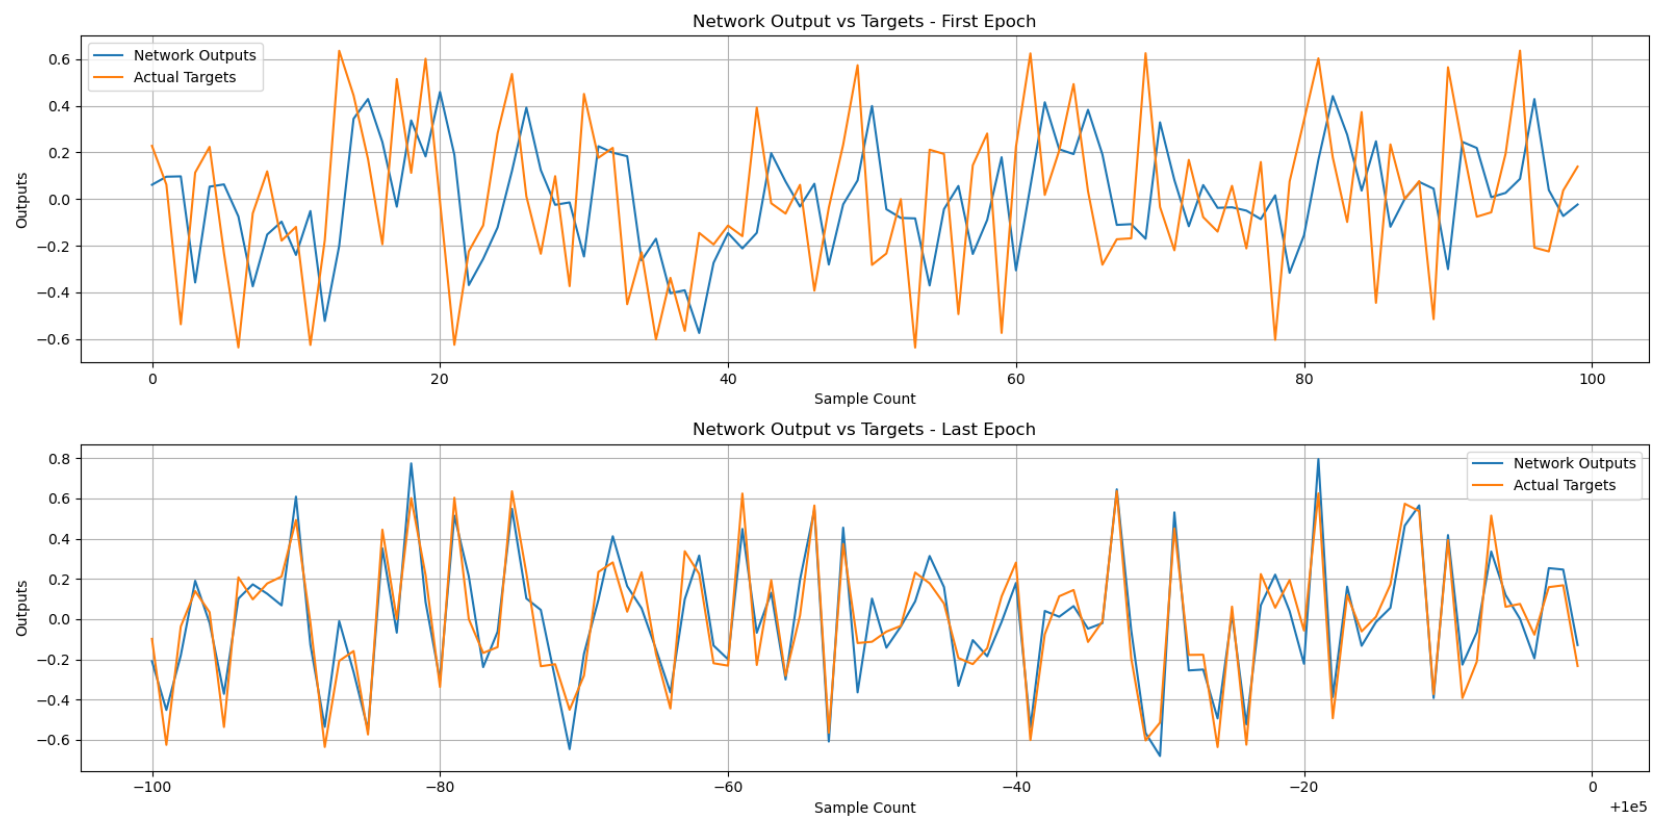 Network Output vs Targets - First Epoch
Network Outputs
Actual Targets
Outputs
0.6
0.4
0.2
0.0
−0.2
−0.4
−0.6
0 20 40 60 80 100
Sample Count
Network Output vs Targets - Last Epoch
Network Outputs
Actual Targets
Outputs
0.8
0.6
0.4
0.2
0.0
−0.2
−0.4
−0.6
−100 −80 −60 −40 −20 0
+1e5
Sample Count